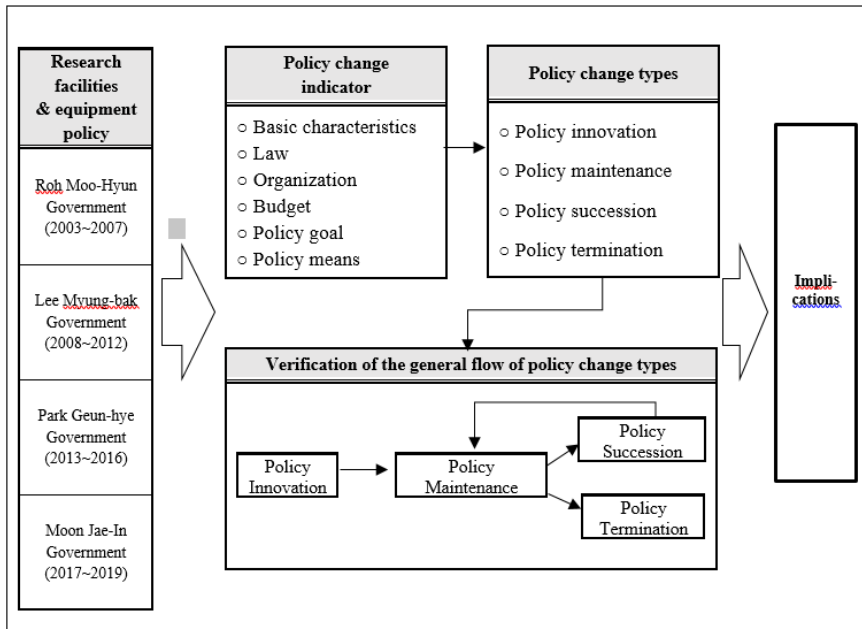 Research
facilities
& equipment
policy
Roh Moo-Hyun
Government
(2003~2007)
Lee Myung-bak
Government
(2008~2012)
Park Geun-hye
Government
(2013~2016)
Moon Jae-In
Government
(2017~2019)
Policy change
indicator
○ Basic characteristics
○ Law
○ Organization
○ Budget
○ Policy goal
○ Policy means
Policy change types
○ Policy innovation
○ Policy maintenance
○ Policy succession
○ Policy termination
Verification of the general flow of policy change types
Policy
Innovation
Policy
Maintenance
Policy
Succession
Policy
Termination
Impli-
cations